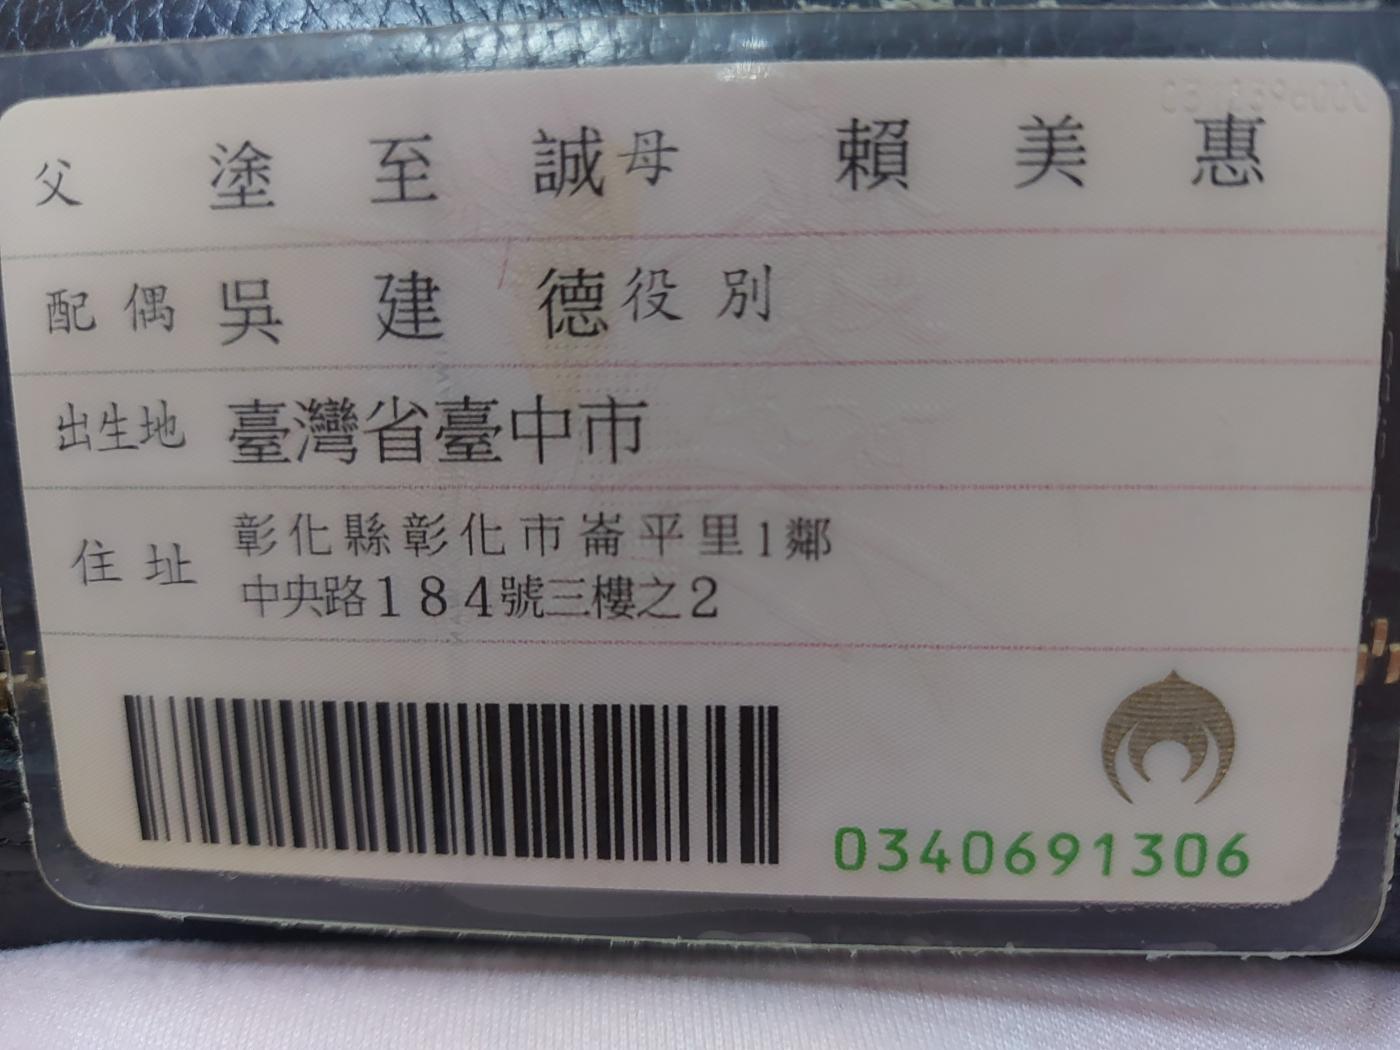 父 塗至誠 母 賴美惠
配偶 吳建德 役別
出生地 臺灣省臺中市
住址 彰化縣彰化市崙平里1鄰
中央路184號三樓之2
0340691306